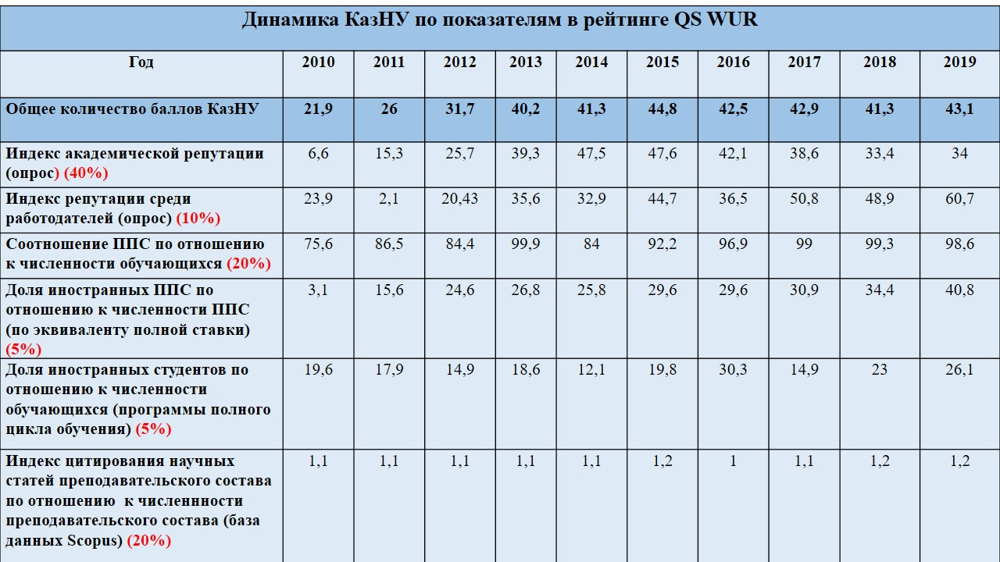 Динамика КазНУ по показателям в рейтинге QS WUR
Год 2010 2011 2012 2013 2014 2015 2016 2017 2018 2019
Общее количество баллов КазНУ 21,9 26 31,7 40,2 41,3 44,8 42,5 42,9 41,3 43,1
Индекс академической репутации 6,6 15,3 25,7 39,3 47,5 47,6 42,1 38,6 33,4 34
(опрос) (40%)
Индекс репутации среди 23,9 2,1 20,43 35,6 32,9 44,7 36,5 50,8 48,9 60,7
работодателей (опрос) (10%)
Соотношение ППС по отношению 75,6 86,5 84,4 99,9 84 92,2 96,9 99 99,3 98,6
к численности обучающихся (20%)
Доля иностранных ППС по 3,1 15,6 24,6 26,8 25,8 29,6 29,6 30,9 34,4 40,8
отношению к численности ППС
(по эквиваленту полной ставки)
(5%)
Доля иностранных студентов по 19,6 17,9 14,9 18,6 12,1 19,8 30,3 14,9 23 26,1
отношению к численности
обучающихся (программы полного
цикла обучения) (5%)
Индекс цитирования научных 1,1 1,1 1,1 1,1 1,1 1,2 1 1,1 1,2 1,2
статей преподавательского состава
по отношению к численнности
преподавательского состава (база
данных Scopus) (20%)